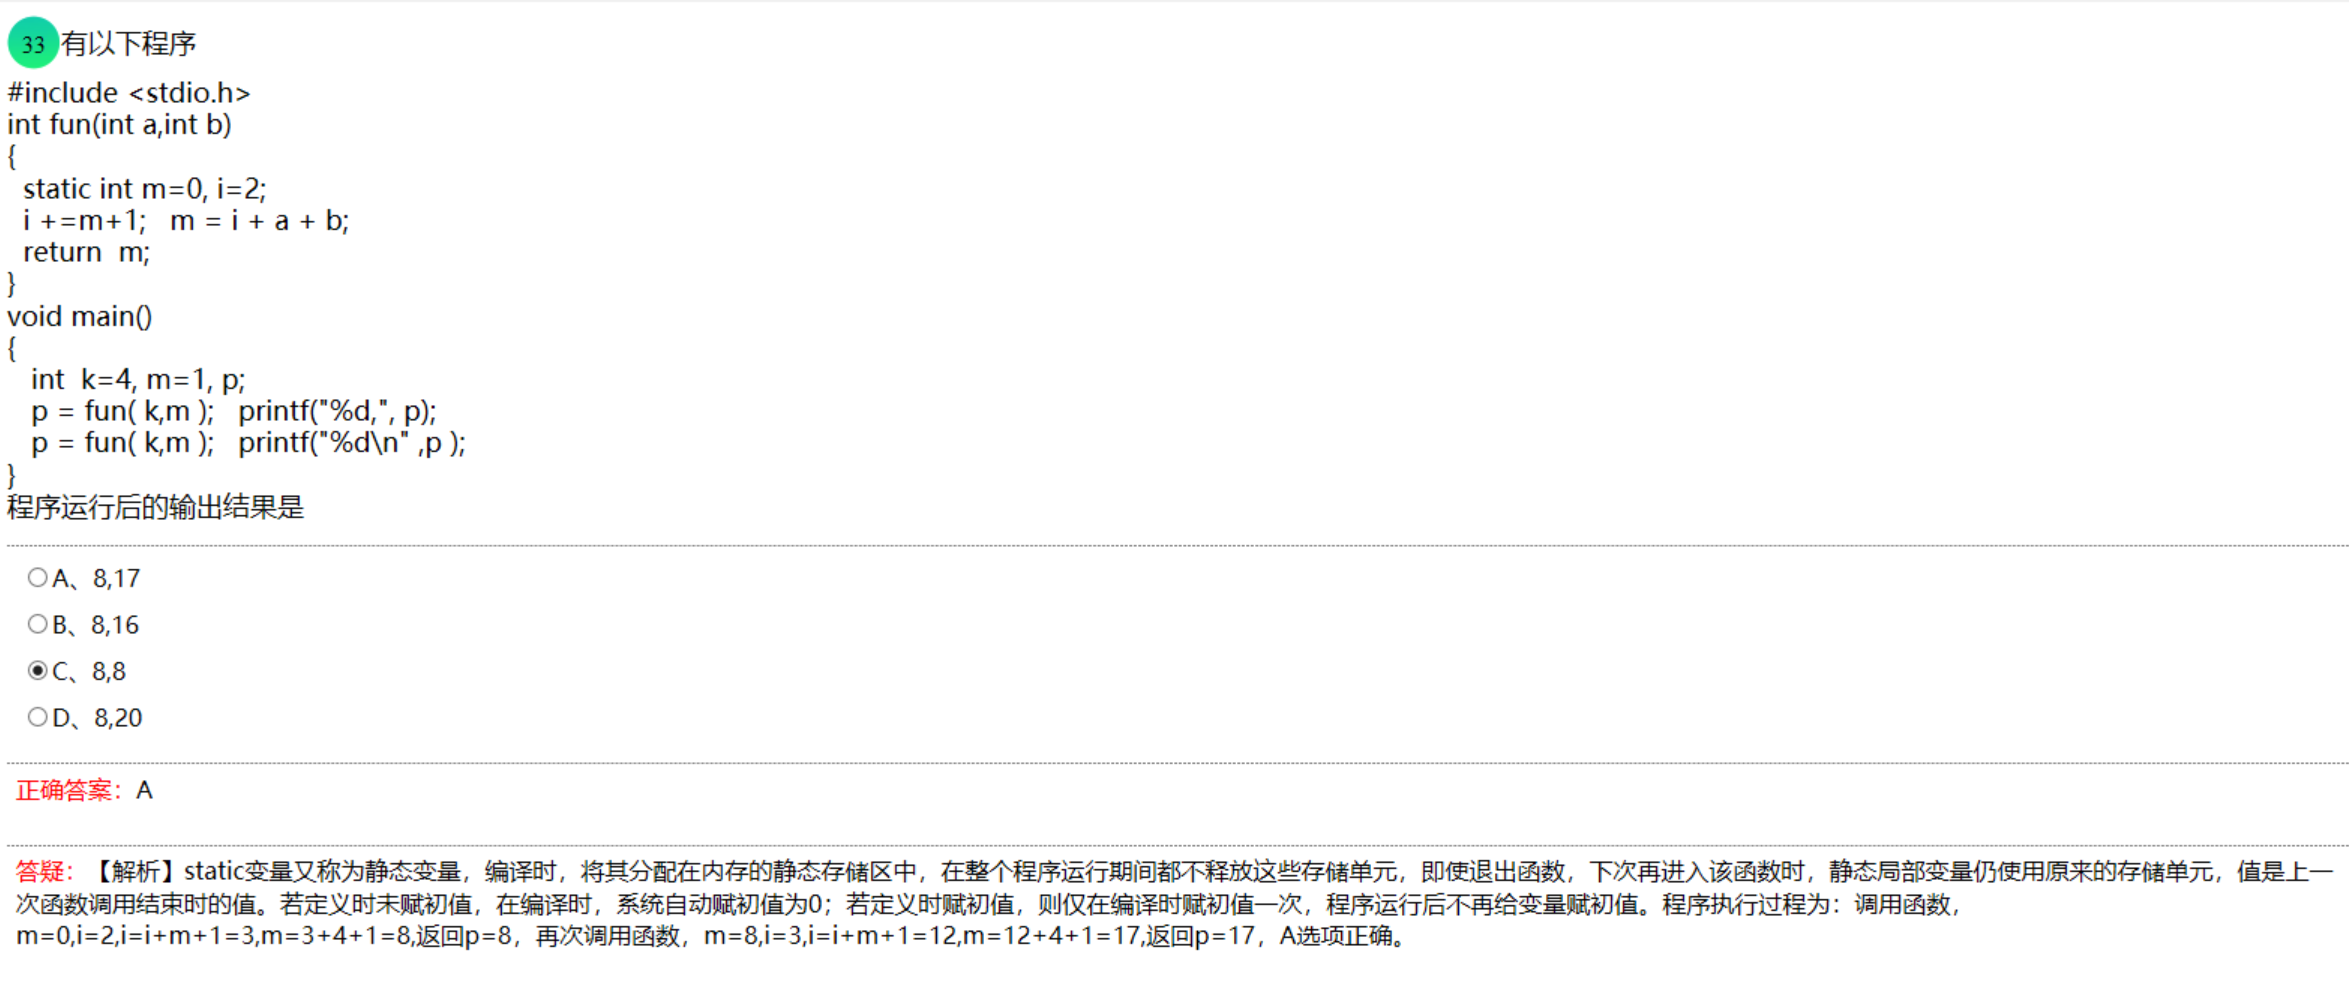 33 有以下程序
#include <stdio.h>
int fun(int a,int b)
{
static int m=0, i=2;
i +=m+1;   m = i + a + b;
return  m;
}
void main()
{
int  k=4, m=1, p;
p = fun( k,m );   printf("%d,", p);
p = fun( k,m );   printf("%d\n" ,p );
}
程序运行后的输出结果是
A、8,17
B、8,16
C、8,8
D、8,20
正确答案：A
答疑：【解析】static变量又称为静态变量，编译时，将其分配在内存的静态存储区中，在整个程序运行期间都不释放这些存储单元，即使退出函数，下次再进入该函数时，静态局部变量仍使用原来的存储单元，值是上一
次函数调用结束时的值。若定义时未赋初值，在编译时，系统自动赋初值为0；若定义时赋初值，则仅在编译时赋初值一次，程序运行后不再给变量赋初值。程序执行过程为：调用函数，
m=0,i=2,i=i+m+1=3,m=3+4+1=8,返回p=8，再次调用函数，m=8,i=3,i=i+m+1=12,m=12+4+1=17,返回p=17，A选项正确。